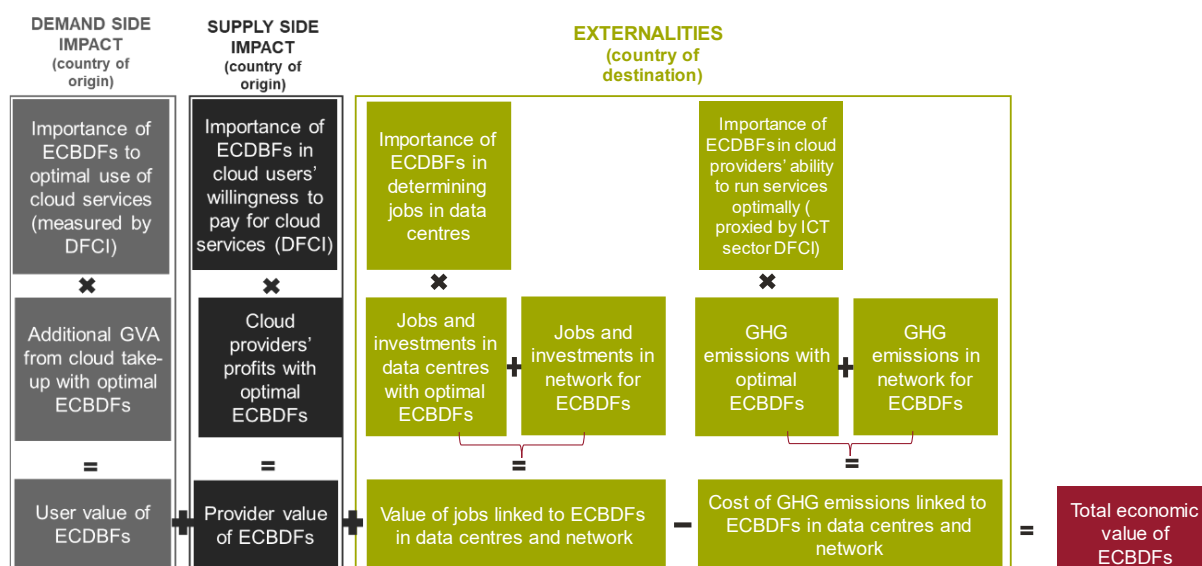 DEMAND SIDE
IMPACT
(country of
origin)
SUPPLY SIDE
IMPACT
(country of
origin)
EXTERNALITIES
(country of
destination)
Importance of
ECBDFs to
optimal use of
cloud services
(measured by
DFCI)
Importance of
ECDBFs in
cloud users'
willingness to
pay for cloud
services (DFCI)
Importance of
ECDBFs in
determining
jobs in data
centres
Importance of
ECDBFs in cloud
providers' ability
to run services
optimally (
proxied by ICT
sector DFCI)
×
×
×
×
Additional GVA
from cloud take-
up with optimal
ECBDFs
Cloud
providers'
profits with
optimal
ECBDFs
Jobs and
investments in
data centres
with optimal
ECBDFs
+
Jobs and
investments in
network for
ECBDFs
GHG
emissions with
optimal
ECBDFs
+
GHG
emissions in
network for
ECBDFs
=
=
=
=
User value of
ECDBFs
+
Provider value
of ECBDFs
+
Value of jobs linked to ECBDFs
in data centres and network
−
Cost of GHG emissions linked to
ECBDFs in data centres and
network
=
Total economic
value of
ECBDFs